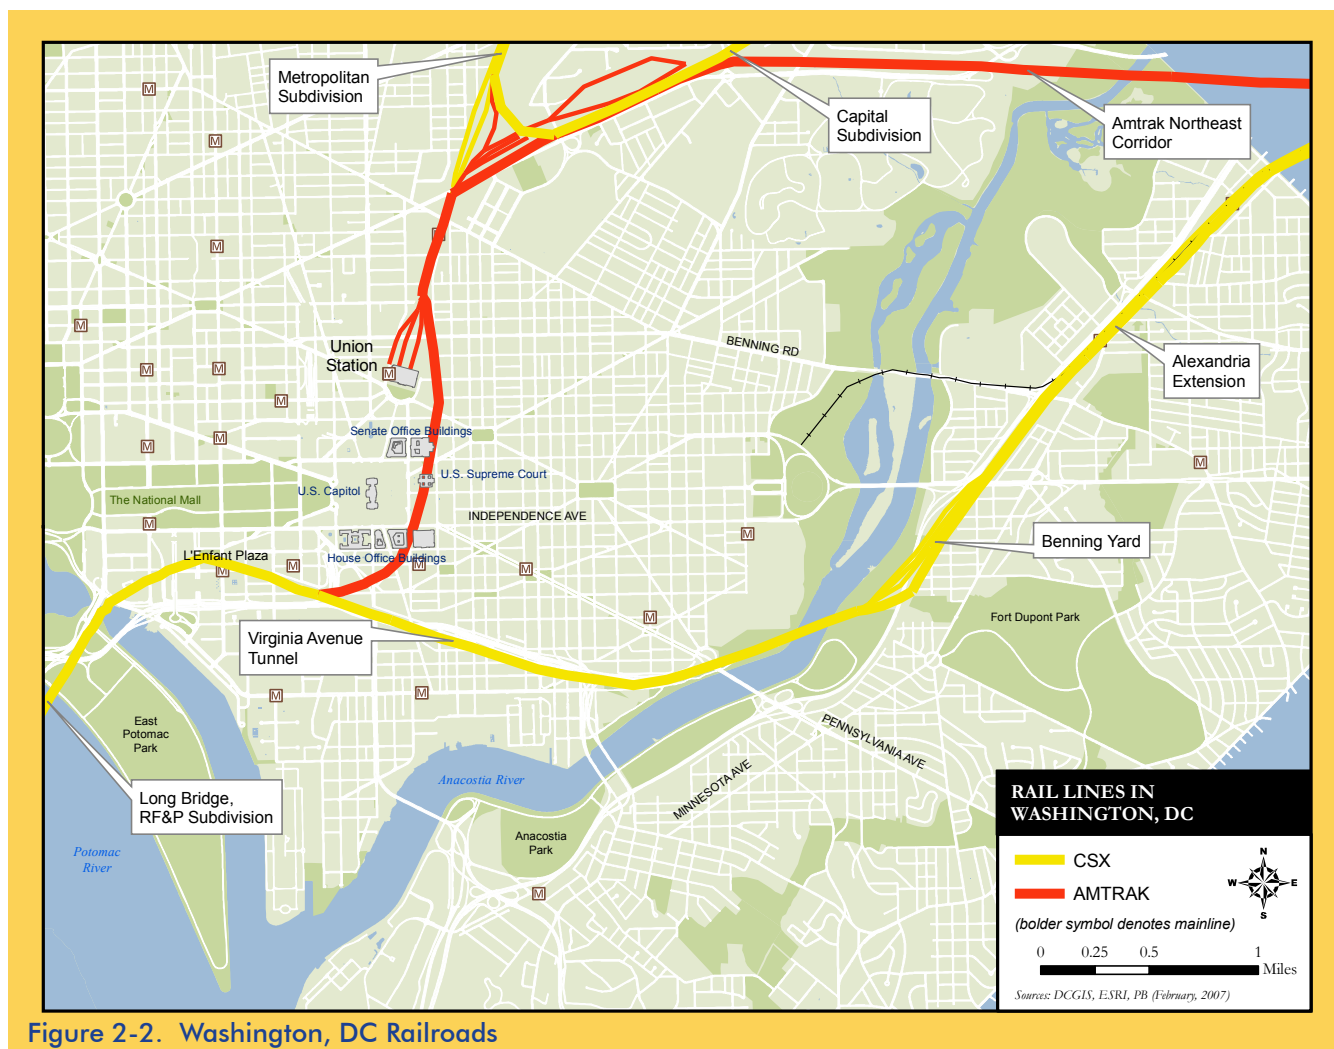 Metropolitan
Subdivision
Capital
Subdivision
Amtrak Northeast
Corridor
M
M
M
M
M
M
Union
Station
M
BENNING RD
M
Alexandria
Extension
M
M
M
M
Senate Office Buildings
M
M
U.S. Supreme Court
U.S. Capitol
M
The National Mall
INDEPENDENCE AVE
M
M
Benning Yard
L'Enfant Plaza
House Office Buildings
M
M
M
M
M
Fort Dupont Park
Virginia Avenue
Tunnel
M
M
East
Potomac
Park
PENNSYLVANIA AVE
MINNESOTA AVE
Anacostia River
Long Bridge,
RF&P Subdivision
Anacostia
Park
Potomac
River
M
RAIL LINES IN
WASHINGTON, DC
CSX
AMTRAK
N
W
E
S
(bolder symbol denotes mainline)
0 0.25 0.5 1
Miles
Sources: DCGIS, ESRI, PB (February, 2007)
Figure 2-2. Washington, DC Railroads